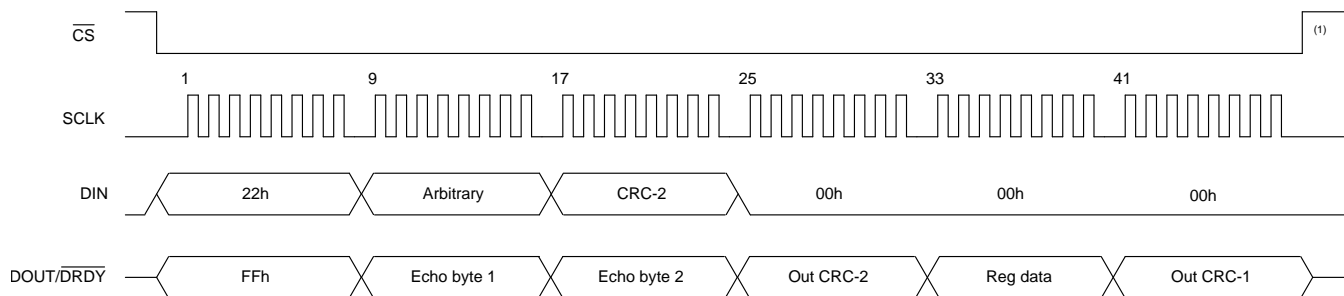 CS
(1)
1 9 17 25 33 41
SCLK
DIN 22h Arbitrary CRC-2 00h 00h 00h
DOUT/DRDY FFh Echo byte 1 Echo byte 2 Out CRC-2 Reg data Out CRC-1